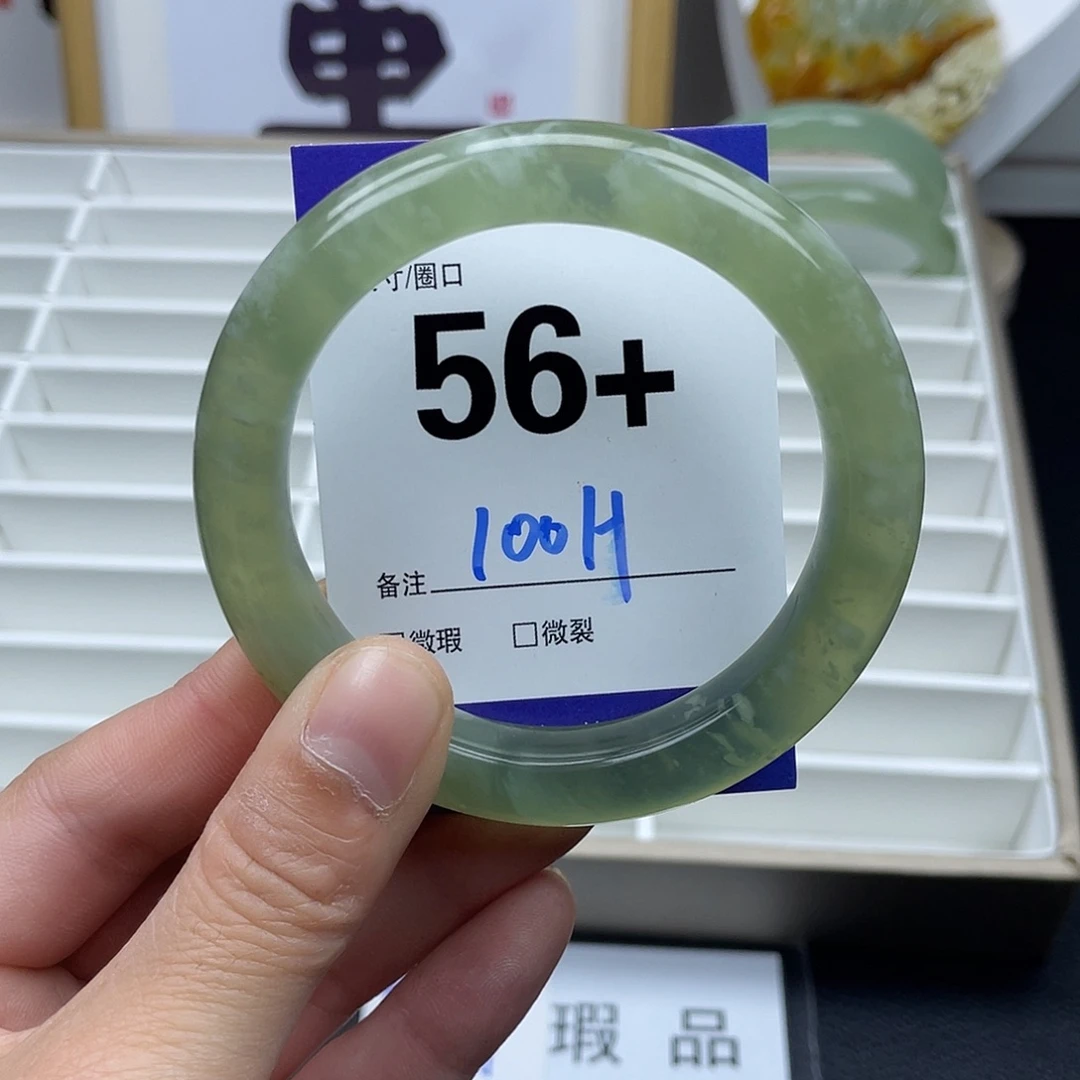 寸/圈口
56+
100H
备注
□微瑕 □微裂
瑕品